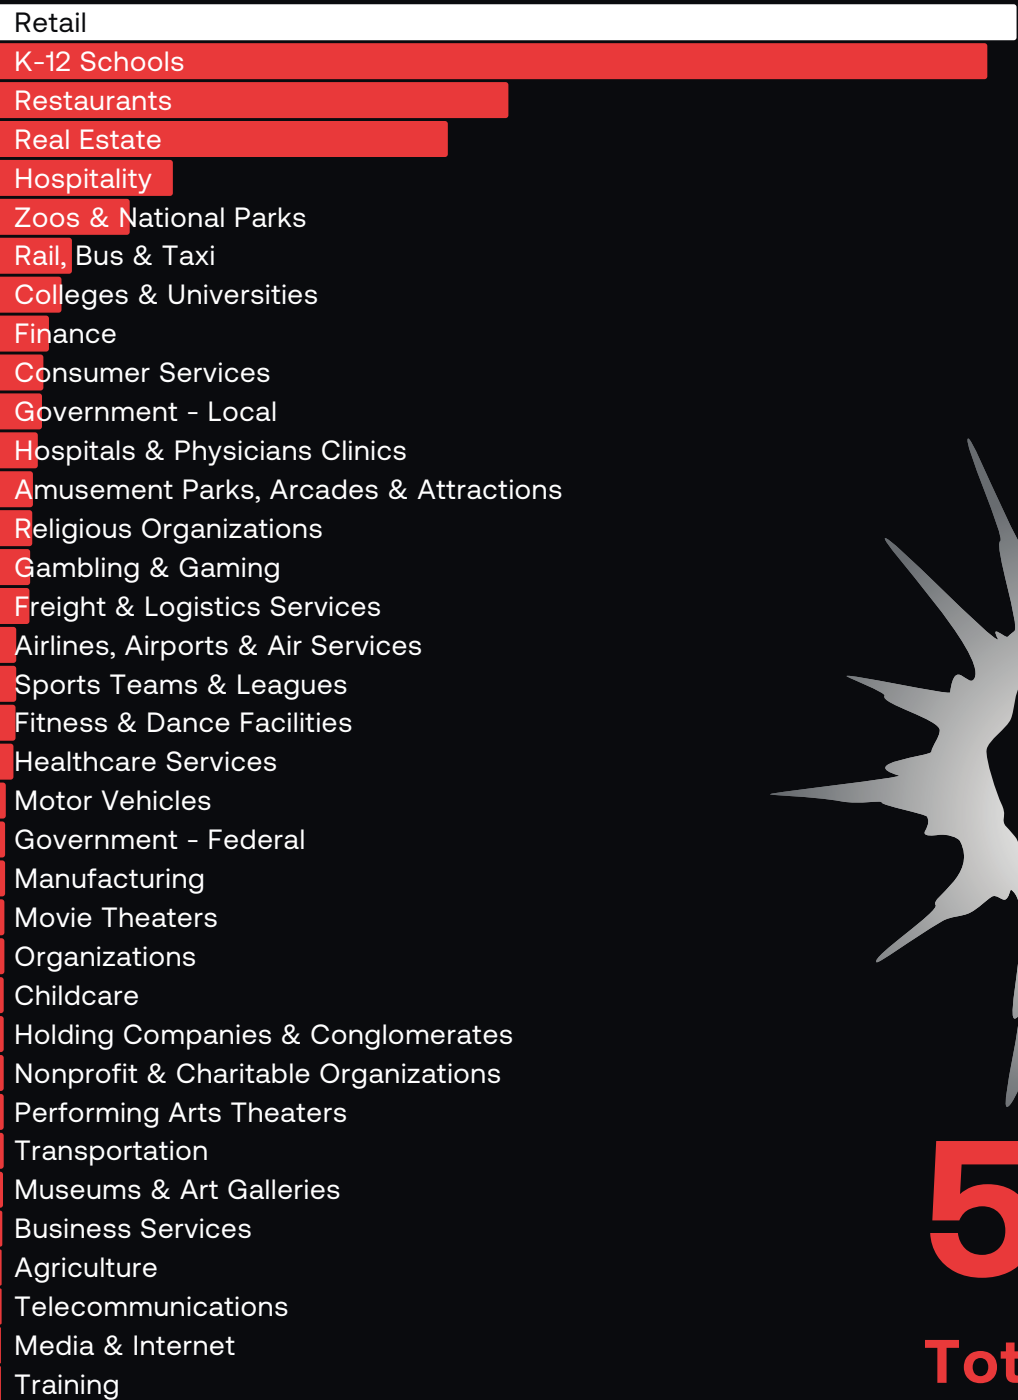 Retail
K-12 Schools
Restaurants
Real Estate
Hospitality
Zoos & National Parks
Rail, Bus & Taxi
Colleges & Universities
Finance
Consumer Services
Government - Local
Hospitals & Physicians Clinics
Amusement Parks, Arcades & Attractions
Religious Organizations
Gambling & Gaming
Freight & Logistics Services
Airlines, Airports & Air Services
Sports Teams & Leagues
Fitness & Dance Facilities
Healthcare Services
Motor Vehicles
Government - Federal
Manufacturing
Movie Theaters
Organizations
Childcare
Holding Companies & Conglomerates
Nonprofit & Charitable Organizations
Performing Arts Theaters
Transportation
5
Museums & Art Galleries
Business Services
Agriculture
Telecommunications
Media & Internet
Tot
Training